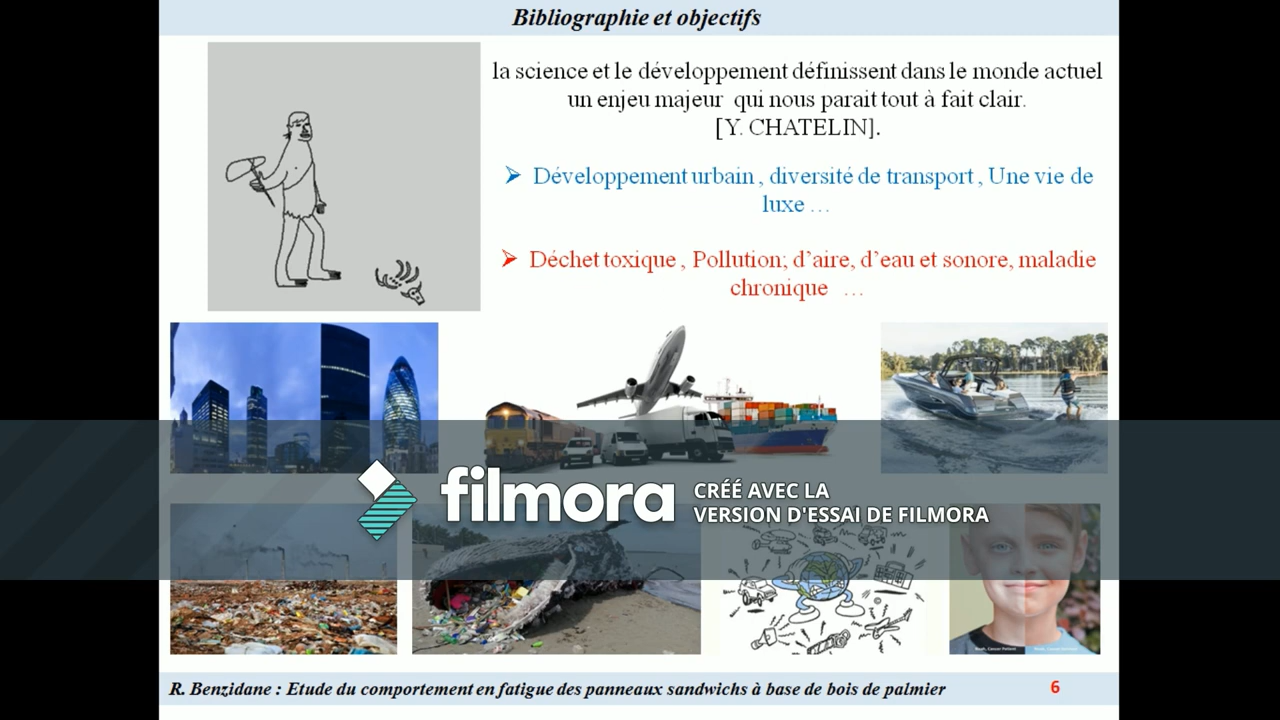 Bibliographie et objectifs
la science et le développement définissent dans le monde actuel
un enjeu majeur qui nous parait tout à fait clair.
[Y. CHATELIN].
➢ Développement urbain , diversité de transport , Une vie de
luxe …
➢ Déchet toxique , Pollution; d’aire, d’eau et sonore, maladie
chronique …
filmora
CRÉÉ AVEC LA
VERSION D'ESSAI DE FILMORA
R. Benzidane : Etude du comportement en fatigue des panneaux sandwichs à base de bois de palmier
6